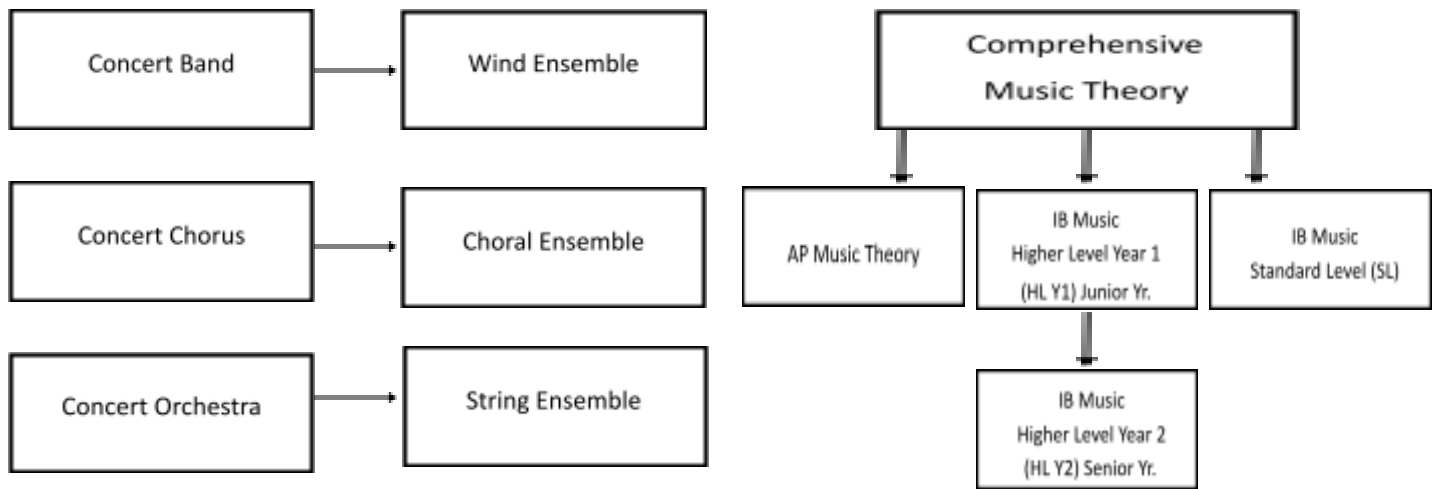 Concert Band
Wind Ensemble
Concert Chorus
Choral Ensemble
Concert Orchestra
String Ensemble
Comprehensive
Music Theory
AP Music Theory
IB Music
Higher Level Year 1
(HL Y1) Junior Yr.
IB Music
Standard Level (SL)
IB Music
Higher Level Year 2
(HL Y2) Senior Yr.